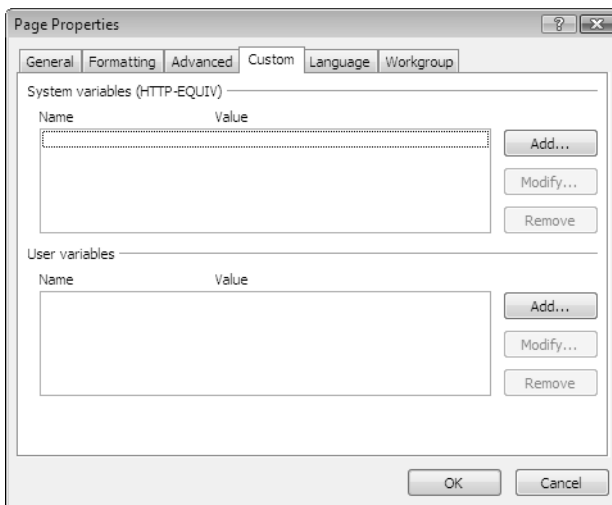 Page Properties
General Formatting Advanced Custom Language Workgroup
System variables (HTTP-EQUIV)
Name Value
Add...
Modify...
Remove
User variables
Name Value
Add...
Modify...
Remove
OK Cancel